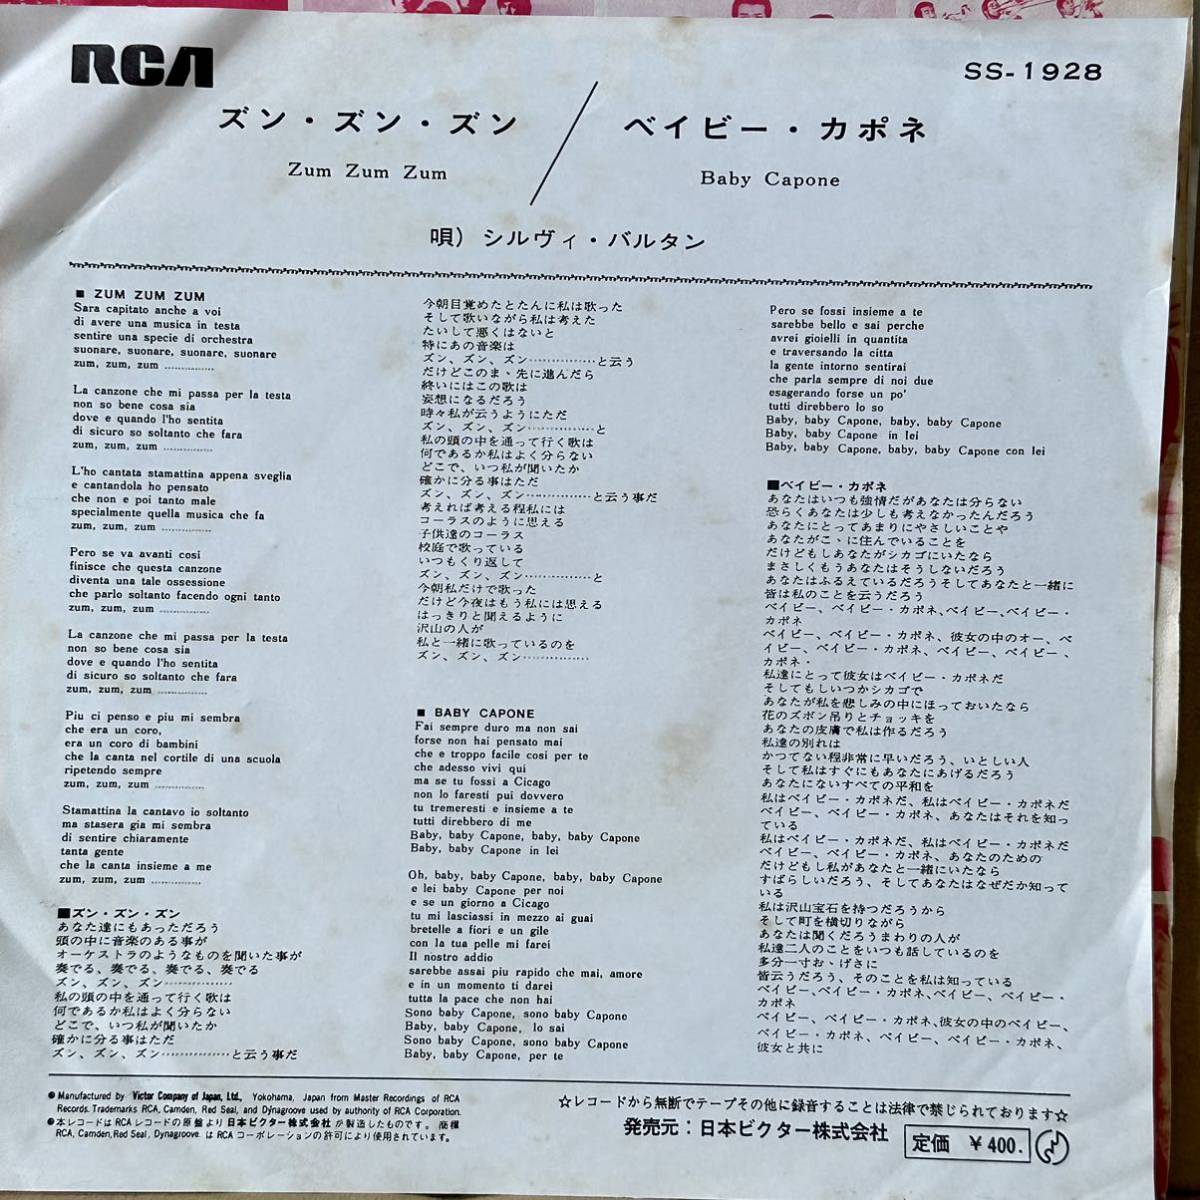 RCA
SS-1928
ズン・ズン・ズン
Zum Zum Zum
ベイビー・カポネ
Baby Capone
唄）シルヴィ・バルタン
■ ZUM ZUM ZUM
Sara capitato anche a voi
di avere una musica in testa
sentire una specie di orchestra
suonare, suonare, suonare, suonare
zum, zum, zum ...............
La canzone che mi passa per la testa
non so bene cosa sia
dove e quando l'ho sentita
di sicuro so soltanto che fara
zum, zum, zum ...............
L'ho cantata stamattina appena sveglia
e cantandola ho pensato
che non e poi tanto male
specialmente quella musica che fa
zum, zum, zum ...............
Pero se va avanti cosi
finisce che questa canzone
diventa una tale ossessione
che parlo soltanto facendo ogni tanto
zum, zum, zum ...............
La canzone che mi passa per la testa
non so bene cosa sia
dove e quando l'ho sentita
di sicuro so soltanto che fara
zum, zum, zum ...............
Piu ci penso e piu mi sembra
che era un coro,
era un coro di bambini
che la canta nel cortile di una scuola
ripetendo sempre
zum, zum, zum ...............
Stamattina la cantavo io soltanto
ma stasera gia mi sembra
di sentire chiaramente
tanta gente
che la canta insieme a me
zum, zum, zum ...............
■ズン・ズン・ズン
あなた達にもあっただろう
頭の中に音楽のある事が
オーケストラのようなものを聞いた事が
奏でる、奏でる、奏でる、奏でる
ズン、ズン、ズン……………
私の頭の中を通って行く歌は
何であるか私はよく分らない
どこで、いつ私が聞いたか
確かに分る事はただ
ズン、ズン、ズン……………と云う事だ
今朝目覚めたとたんに私は歌った
そして歌いながら私は考えた
たいして悪くはないと
特にあの音楽は
ズン、ズン、ズン……………と云う
だけどこのまゝ先に進んだら
終いにはこの歌は
妄想になるだろう
時々私が云うようにただ
ズン、ズン、ズン……………と
私の頭の中を通って行く歌は
何であるか私はよく分らない
どこで、いつ私が聞いたか
確かに分る事はただ
ズン、ズン、ズン……………と云う事だ
考えれば考える程私には
コーラスのように思える
子供達のコーラス
校庭で歌っている
いつもくり返して
ズン、ズン、ズン……………と
今朝私だけで歌った
だけど今夜はもう私には思える
はっきりと聞えるように
沢山の人が
私と一緒に歌っているのを
ズン、ズン、ズン……………
■ BABY CAPONE
Fai sempre duro ma non sai
forse non hai pensato mai
che e troppo facile cosi per te
che adesso vivi qui
ma se tu fossi a Cicago
non lo faresti pui dovvero
tu tremeresti e insieme a te
tutti direbbero di me
Baby, baby Capone, baby, baby Capone
Baby, baby Capone in lei
Oh, baby, baby Capone, baby, baby Capone
e lei baby Capone per noi
e se un giorno a Cicago
tu mi lasciassi in mezzo ai guai
bretelle a fiori e un gile
con la tua pelle mi farei
Il nostro addio
sarebbe assai piu rapido che mai, amore
e in un momento ti darei
tutta la pace che non hai
Sono baby Capone, sono baby Capone
Baby, baby Capone, lo sai
Sono baby Capone, sono baby Capone
Baby, baby Capone, per te
Pero se fossi insieme a te
sarebbe bello e sai perche
avrei gioielli in quantita
e traversando la citta
la gente intorno sentirai
che parla sempre di noi due
esagerando forse un po'
tutti direbbero lo so
Baby, baby Capone, baby, baby Capone
Baby, baby Capone in lei
Baby, baby Capone, baby, baby Capone con lei
■ベイビー・カポネ
あなたはいつも強情だがあなたは分らない
恐らくあなたは少しも考えなかったんだろう
あなたにとってあまりにやさしいことや
あなたがこゝに住んでいることを
だけどもしあなたがシカゴにいたなら
まさしくもうあなたはそうしないだろう
あなたはふるえているだろうそしてあなたと一緒に
皆は私のことを云うだろう
ベイビー、ベイビー・カポネ、ベイビー、ベイビー・
カポネ
ベイビー、ベイビー・カポネ、彼女の中のオー、ベ
イビー、ベイビー・カポネ、ベイビー、ベイビー、
カポネ・
私達にとって彼女はベイビー・カポネだ
そしてもしいつかシカゴで
あなたが私を悲しみの中にほっておいたなら
花のズボン吊りとチョッキを
あなたの皮膚で私は作るだろう
私達の別れは
かつてない程非常に早いだろう、いとしい人
そして私はすぐにもあなたにあげるだろう
あなたにないすべての平和を
私はベイビー・カポネだ、私はベイビー・カポネだ
ベイビー、ベイビー・カポネ、あなたはそれを知っ
ている
私はベイビー・カポネだ、私はベイビー・カポネだ
ベイビー、ベイビー・カポネ、あなたのための
だけどもし私があなたと一緒にいたなら
すばらしいだろう、そしてあなたはなぜだか知って
いる
私は沢山宝石を持つだろうから
そして町を横切りながら
あなたは聞くだろうまわりの人が
私達二人のことをいつも話しているのを
多分一寸おゝげさに
皆云うだろう、そのことを私は知っている
ベイビー、ベイビー・カポネ、ベイビー、ベイビー・
カポネ
ベイビー、ベイビー・カポネ、彼女の中のベイビー、
ベイビー・カポネ、ベイビー、ベイビー・カポネ、
彼女と共に
●Manufactured by Victor Company of Japan, Ltd., Yokohama, Japan from Master Recordings of RCA
Records. Trademarks RCA, Camden, Red Seal, and Dynagroove used by authority of RCA Corporation.
●本レコードは RCA レコードの原盤より日本ビクター株式会社が製造したものです。商標
RCA, Camden, Red Seal, Dynagroove は RCA コーポレーションの許可により使用されています。
☆レコードから無断でテープその他に録音することは法律で禁じられております☆
発売元：日本ビクター株式会社
定価 ￥400.